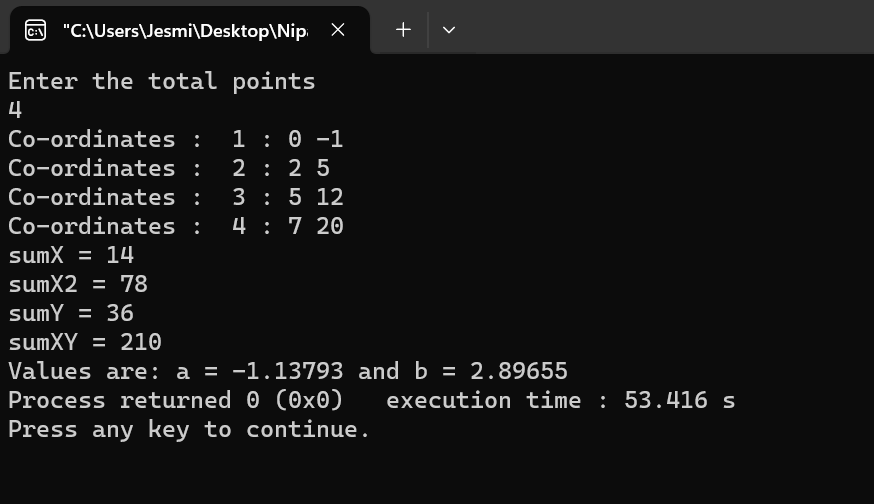 "C:\Users\Jesmi\Desktop\Nip
Enter the total points
4
Co-ordinates :  1 : 0 -1
Co-ordinates :  2 : 2 5
Co-ordinates :  3 : 5 12
Co-ordinates :  4 : 7 20
sumX = 14
sumX2 = 78
sumY = 36
sumXY = 210
Values are: a = -1.13793 and b = 2.89655
Process returned 0 (0x0)   execution time : 53.416 s
Press any key to continue.